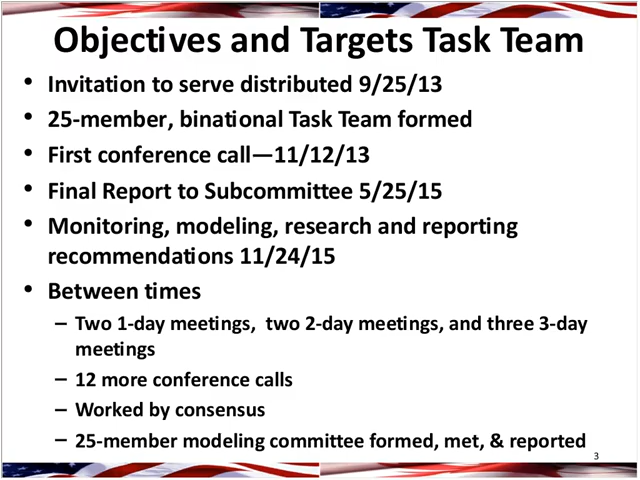 Objectives and Targets Task Team
• Invitation to serve distributed 9/25/13
• 25-member, binational Task Team formed
• First conference call—11/12/13
• Final Report to Subcommittee 5/25/15
• Monitoring, modeling, research and reporting
recommendations 11/24/15
• Between times
– Two 1-day meetings,  two 2-day meetings, and three 3-day
meetings
– 12 more conference calls
– Worked by consensus
– 25-member modeling committee formed, met, & reported
3